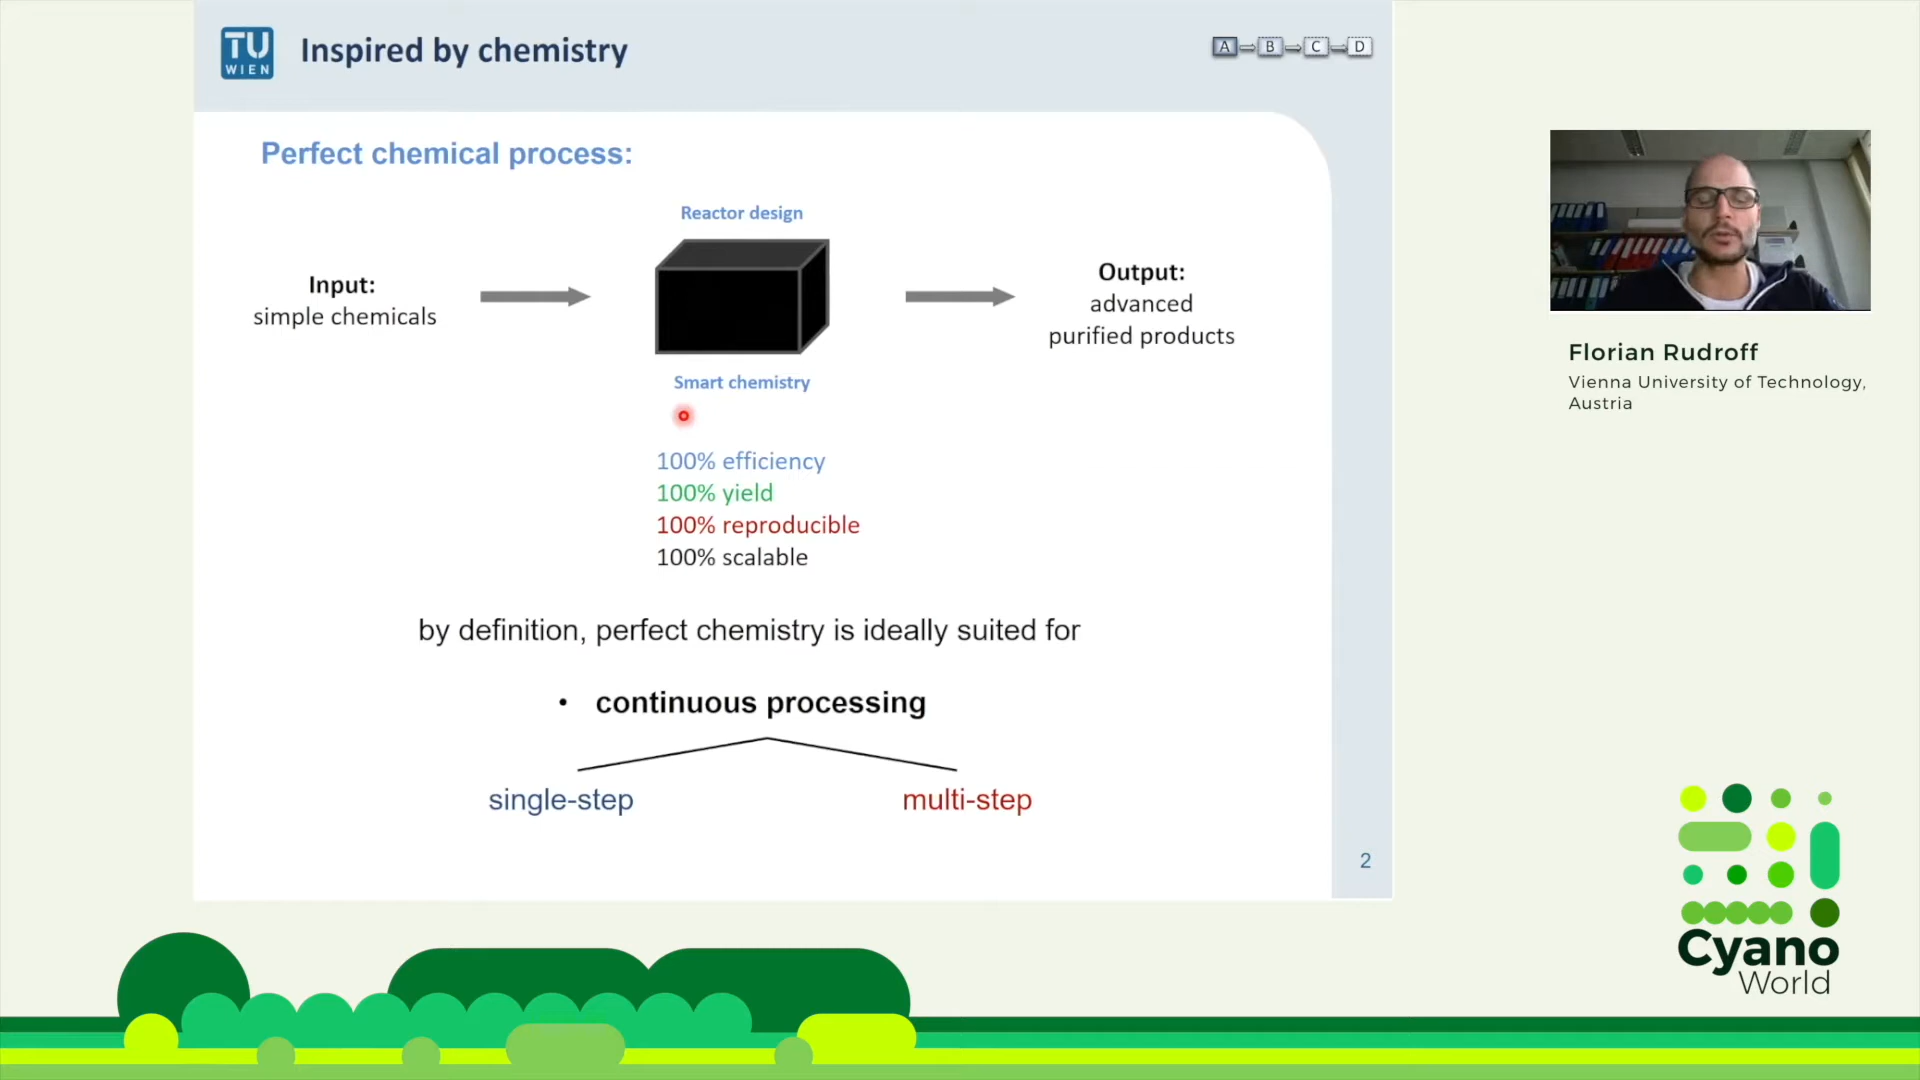 TU
WIEN
Inspired by chemistry
A B C D
Perfect chemical process:
Reactor design
Input:
simple chemicals
Output:
advanced
purified products
Smart chemistry
100% efficiency
100% yield
100% reproducible
100% scalable
by definition, perfect chemistry is ideally suited for
• continuous processing
single-step
multi-step
2
Florian Rudroff
Vienna University of Technology,
Austria
Cyano
World